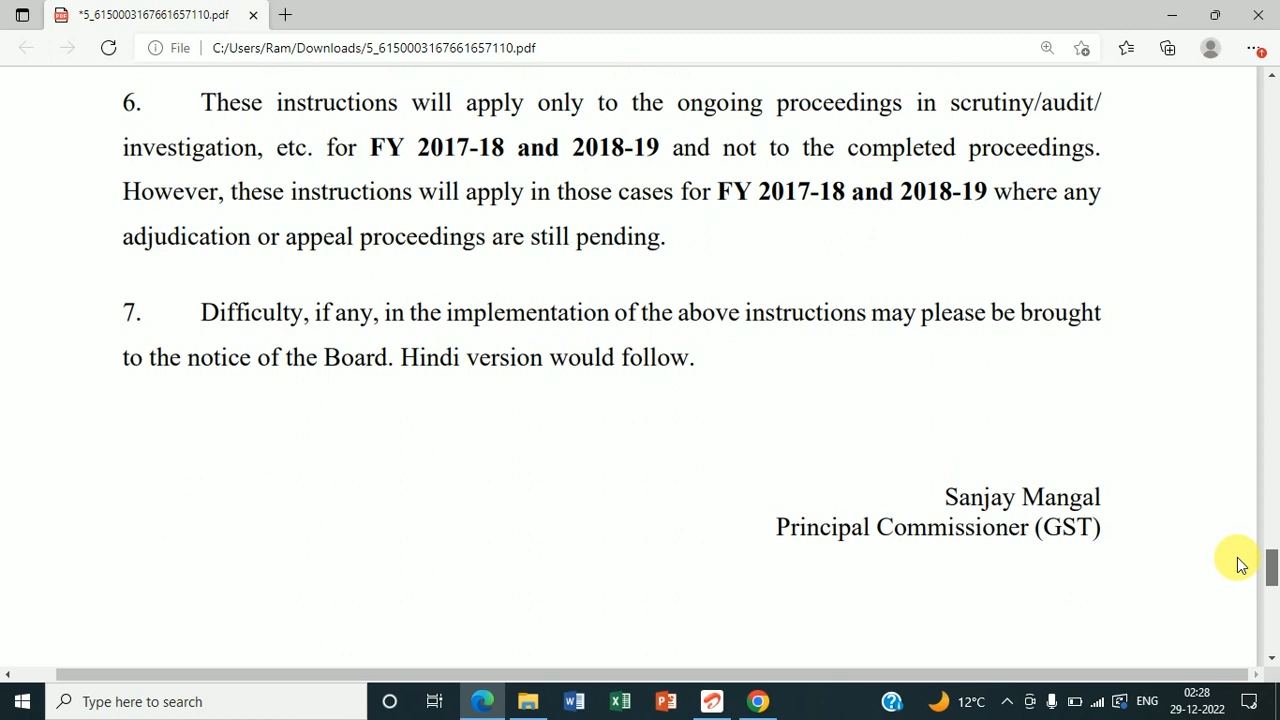 *5_6150003167661657110.pdf
File
C:/Users/Ram/Downloads/5_6150003167661657110.pdf
6. These instructions will apply only to the ongoing proceedings in scrutiny/audit/
investigation, etc. for FY 2017-18 and 2018-19 and not to the completed proceedings.
However, these instructions will apply in those cases for FY 2017-18 and 2018-19 where any
adjudication or appeal proceedings are still pending.
7. Difficulty, if any, in the implementation of the above instructions may please be brought
to the notice of the Board. Hindi version would follow.
Sanjay Mangal
Principal Commissioner (GST)
Type here to search
12°C
ENG
02:28
29-12-2022